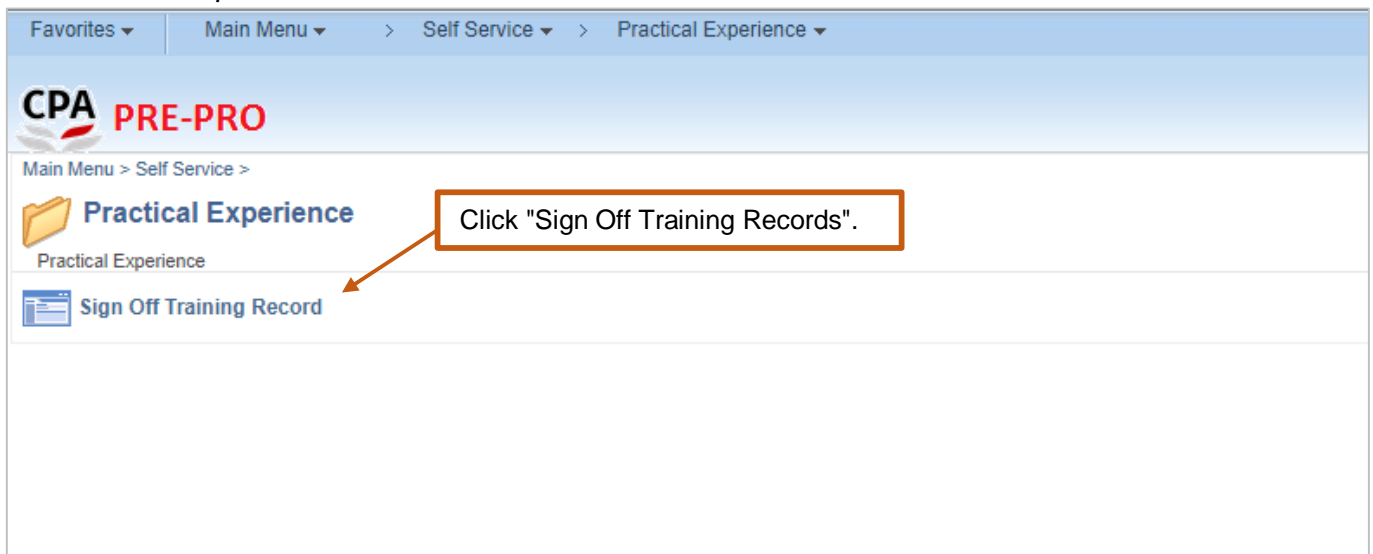 Favorites Main Menu > Self Service > Practical Experience
CPA PRE-PRO
Main Menu > Self Service >
Practical Experience
Click "Sign Off Training Records".
Practical Experience
Sign Off Training Record